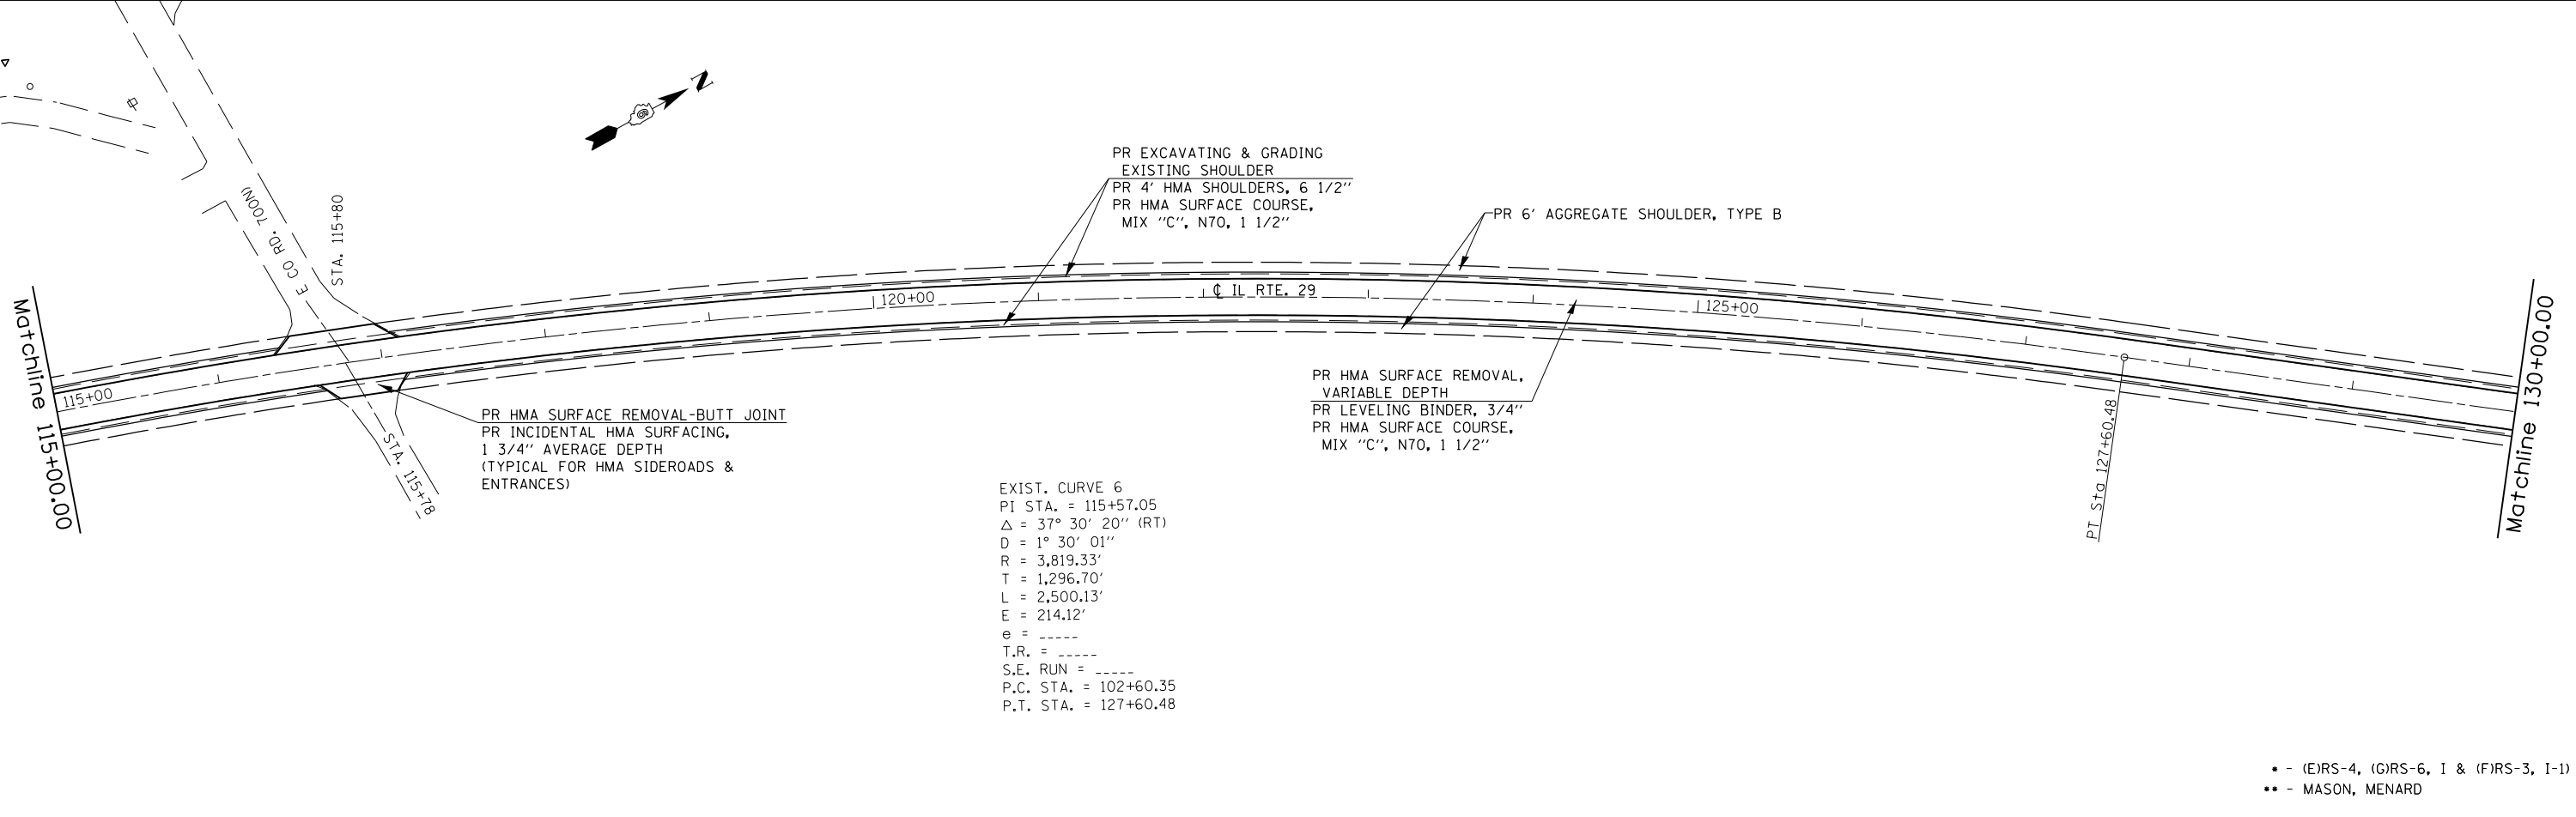 N
STA. 115+80
E CO RD. 700N)
PR EXCAVATING & GRADING
EXISTING SHOULDER
PR 4' HMA SHOULDERS, 6 1/2"
PR HMA SURFACE COURSE,
MIX "C", N70, 1 1/2"
PR 6' AGGREGATE SHOULDER, TYPE B
Matchline 115+00.00
115+00
120+00
℄ IL RTE. 29
125+00
Matchline 130+00.00
PR HMA SURFACE REMOVAL-BUTT JOINT
PR INCIDENTAL HMA SURFACING,
1 3/4" AVERAGE DEPTH
(TYPICAL FOR HMA SIDEROADS &
ENTRANCES)
STA. 115+78
PR HMA SURFACE REMOVAL,
VARIABLE DEPTH
PR LEVELING BINDER, 3/4"
PR HMA SURFACE COURSE,
MIX "C", N70, 1 1/2"
PT Sta 127+60.48
EXIST. CURVE 6
PI STA. = 115+57.05
△ = 37° 30' 20" (RT)
D = 1° 30' 01"
R = 3,819.33'
T = 1,296.70'
L = 2,500.13'
E = 214.12'
e = _____
T.R. = _____
S.E. RUN = _____
P.C. STA. = 102+60.35
P.T. STA. = 127+60.48
* - (E)RS-4, (G)RS-6, I & (F)RS-3, I-1)
** - MASON, MENARD